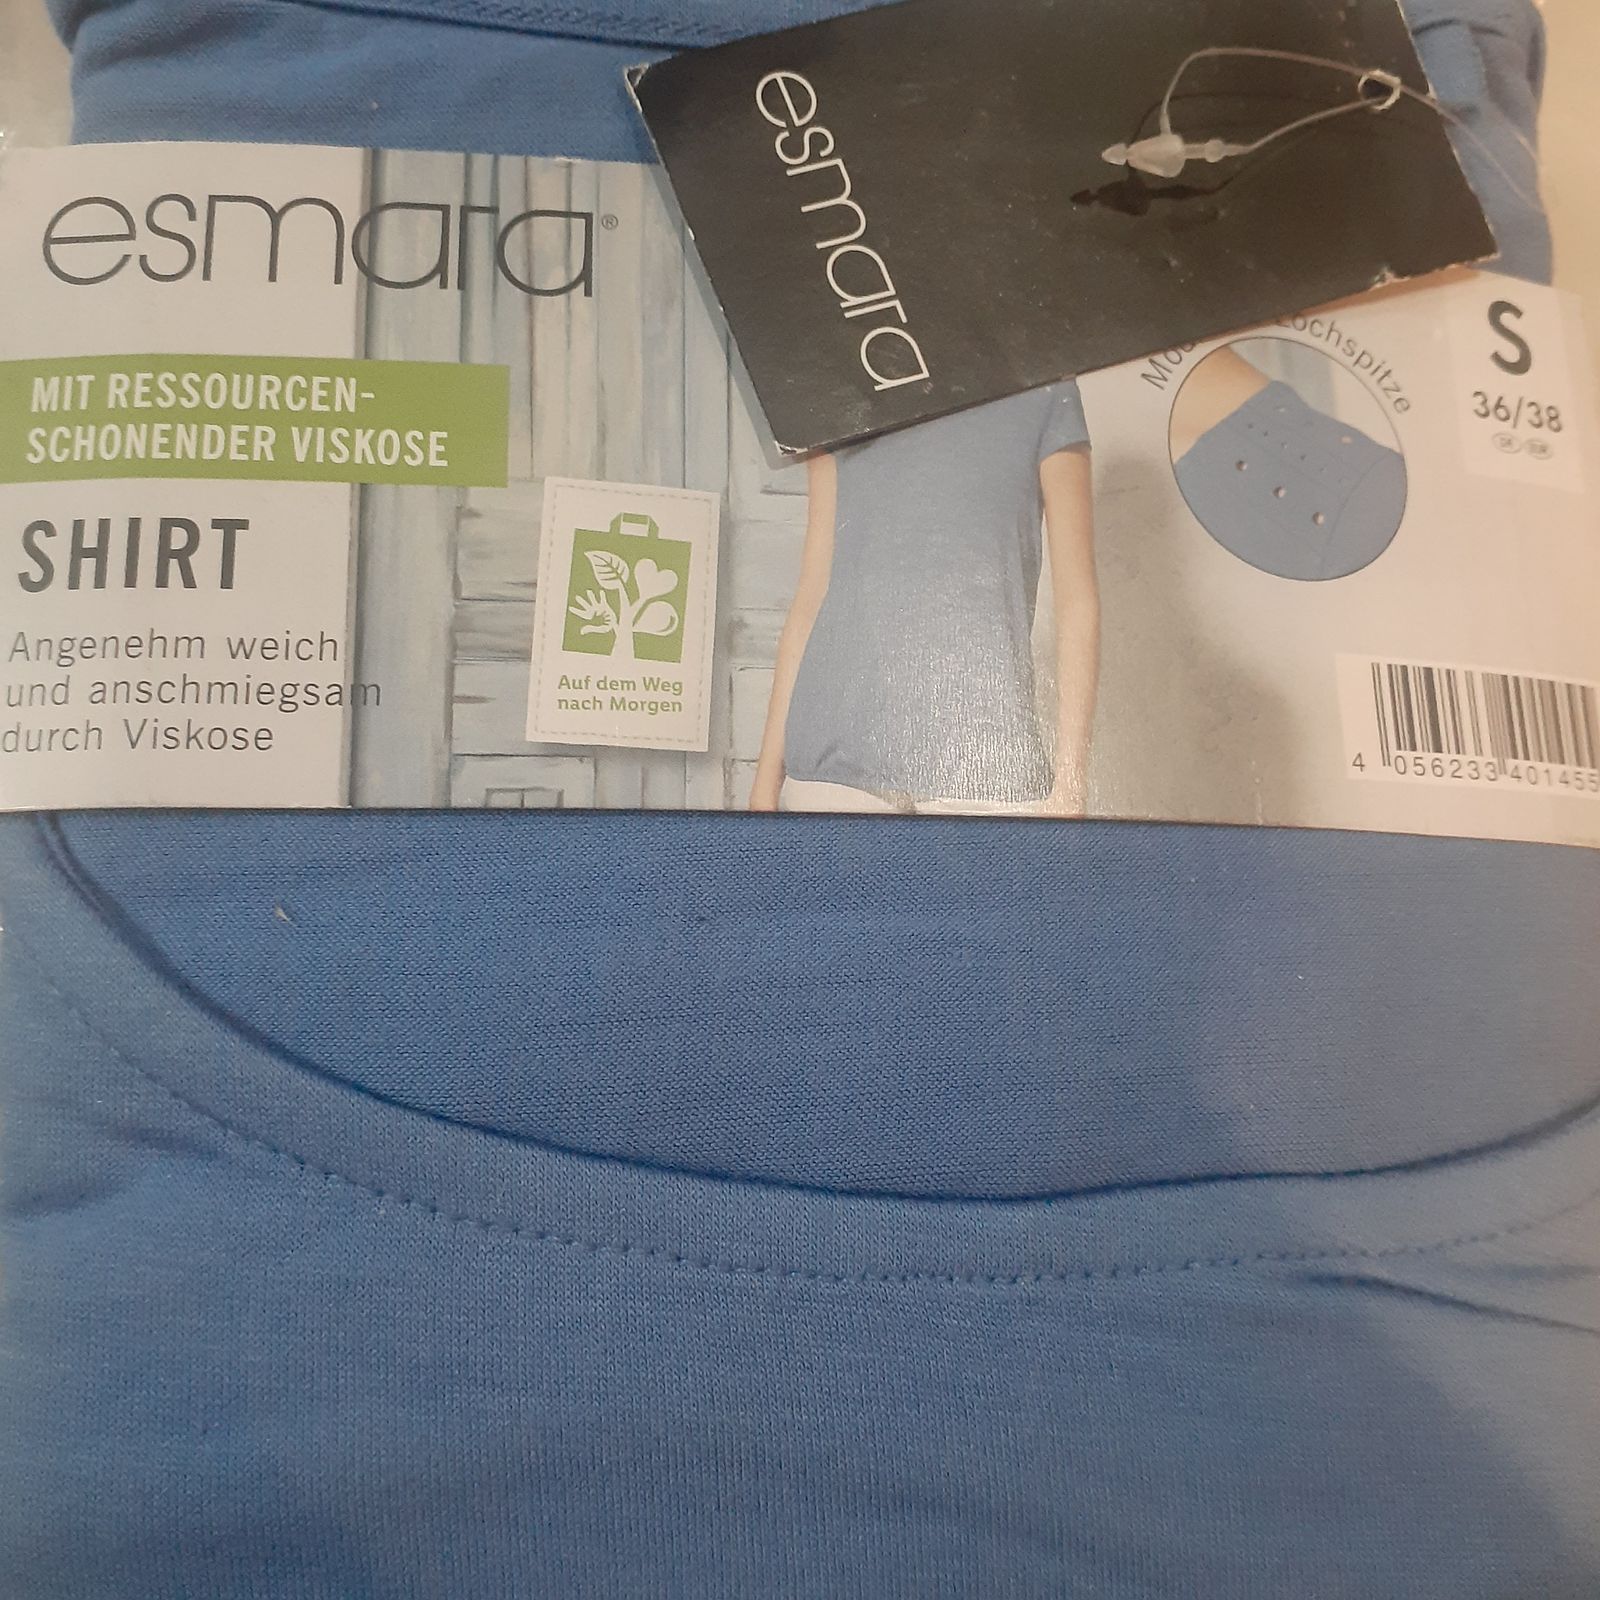 esmara®
esmara
MIT RESSOURCEN-
SCHONENDER VISKOSE
SHIRT
Angenehm weich
und anschmiegsam
durch Viskose
Auf dem Weg
nach Morgen
Lochspitze
S
36/38
4 056233 401455